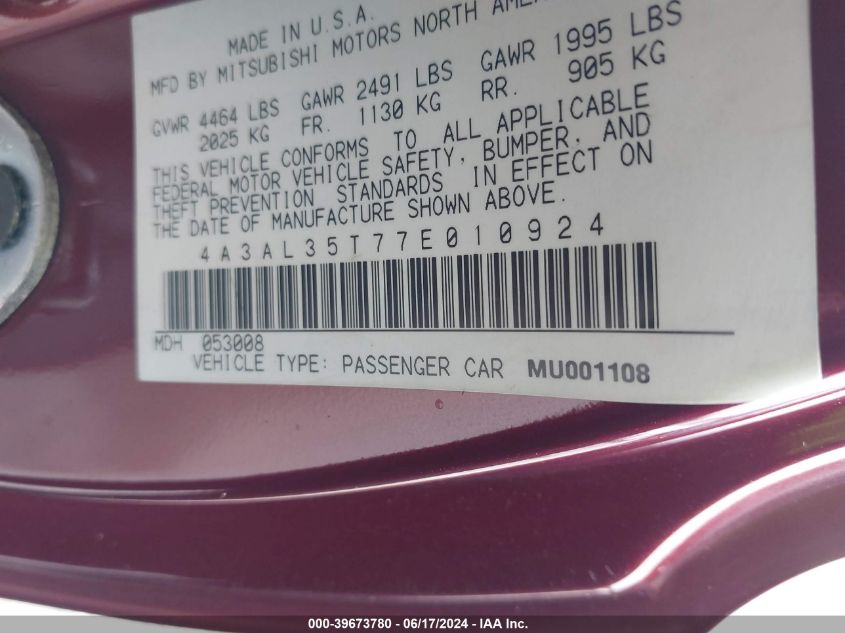 MADE IN U.S.A.
MFD BY MITSUBISHI MOTORS NORTH
GVWR 4464 LBS GAWR 2491 LBS GAWR 1995 LBS
2025 KG FR. 1130 KG RR. 905 KG
THIS VEHICLE CONFORMS TO ALL APPLICABLE
FEDERAL MOTOR VEHICLE SAFETY, BUMPER, AND
THEFT PREVENTION STANDARDS IN EFFECT ON
THE DATE OF MANUFACTURE SHOWN ABOVE.
4A3AL35T77E010924
MDH 053008
VEHICLE TYPE: PASSENGER CAR MU001108
000-39673780 - 06/17/2024 - IAA Inc.